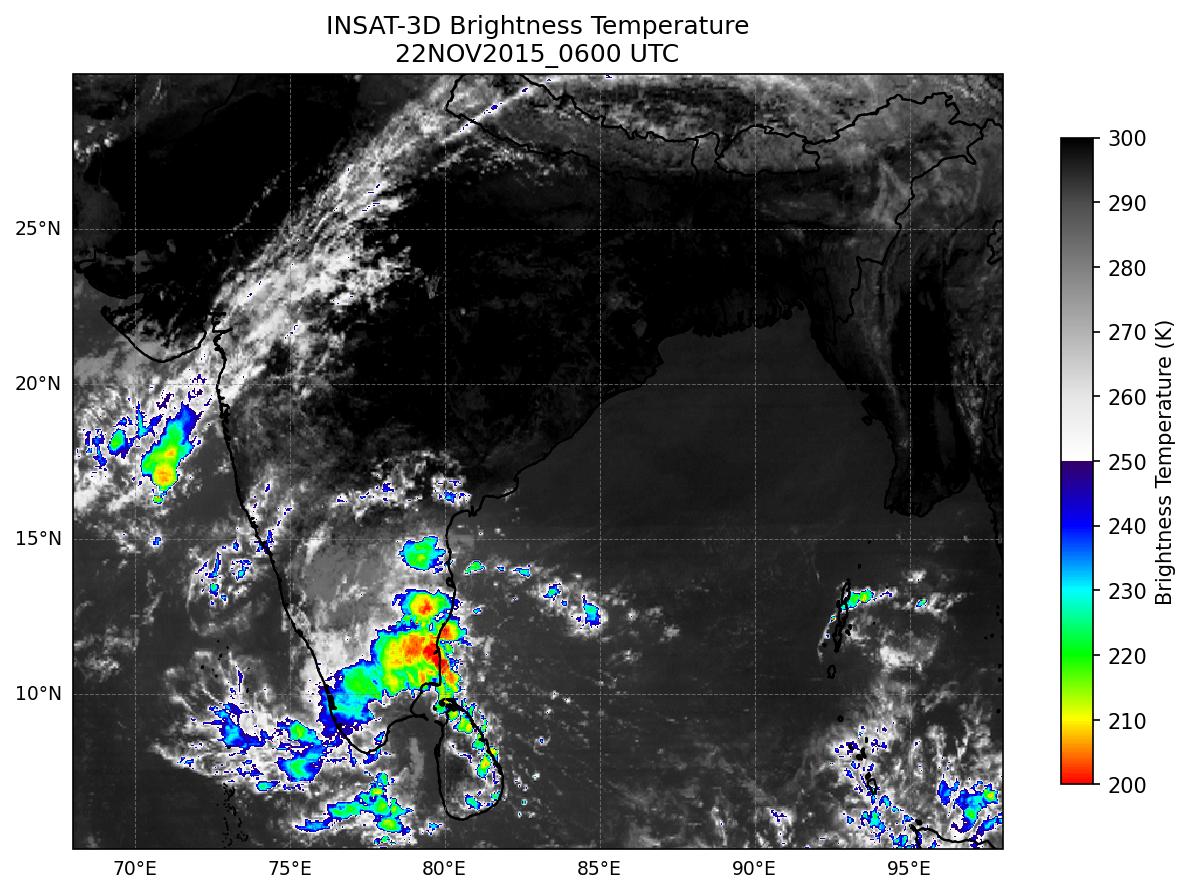 INSAT-3D Brightness Temperature
22NOV2015_0600 UTC
25°N
20°N
15°N
10°N
70°E
75°E
80°E
85°E
90°E
95°E
300
290
280
270
260
250
240
230
220
210
200
Brightness Temperature (K)